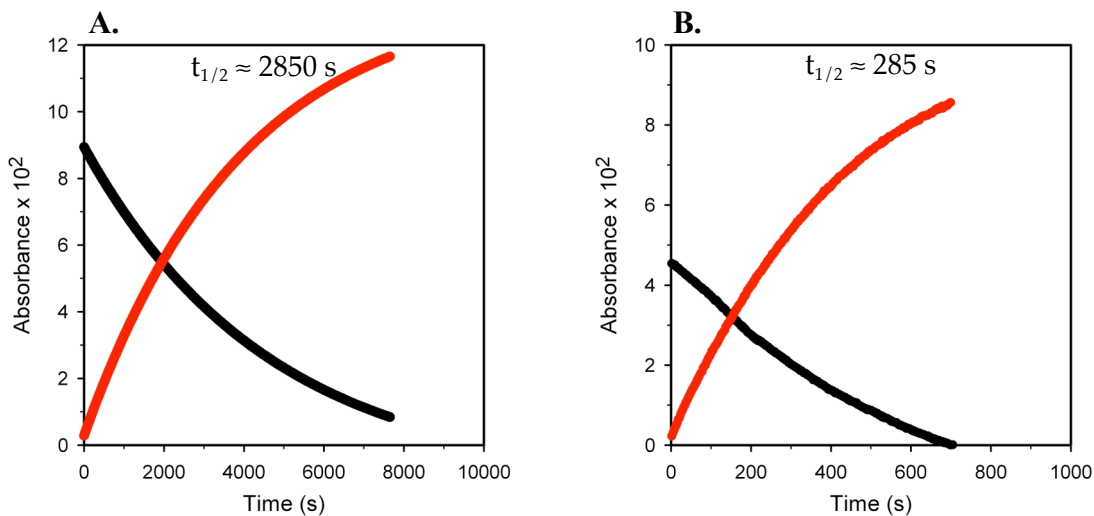 A.
t1/2 ≈ 2850 s
12
10
8
6
4
2
0
Absorbance x 10²
0 2000 4000 6000 8000 10000
Time (s)
B.
t1/2 ≈ 285 s
10
8
6
4
2
0
Absorbance x 10²
0 200 400 600 800 1000
Time (s)